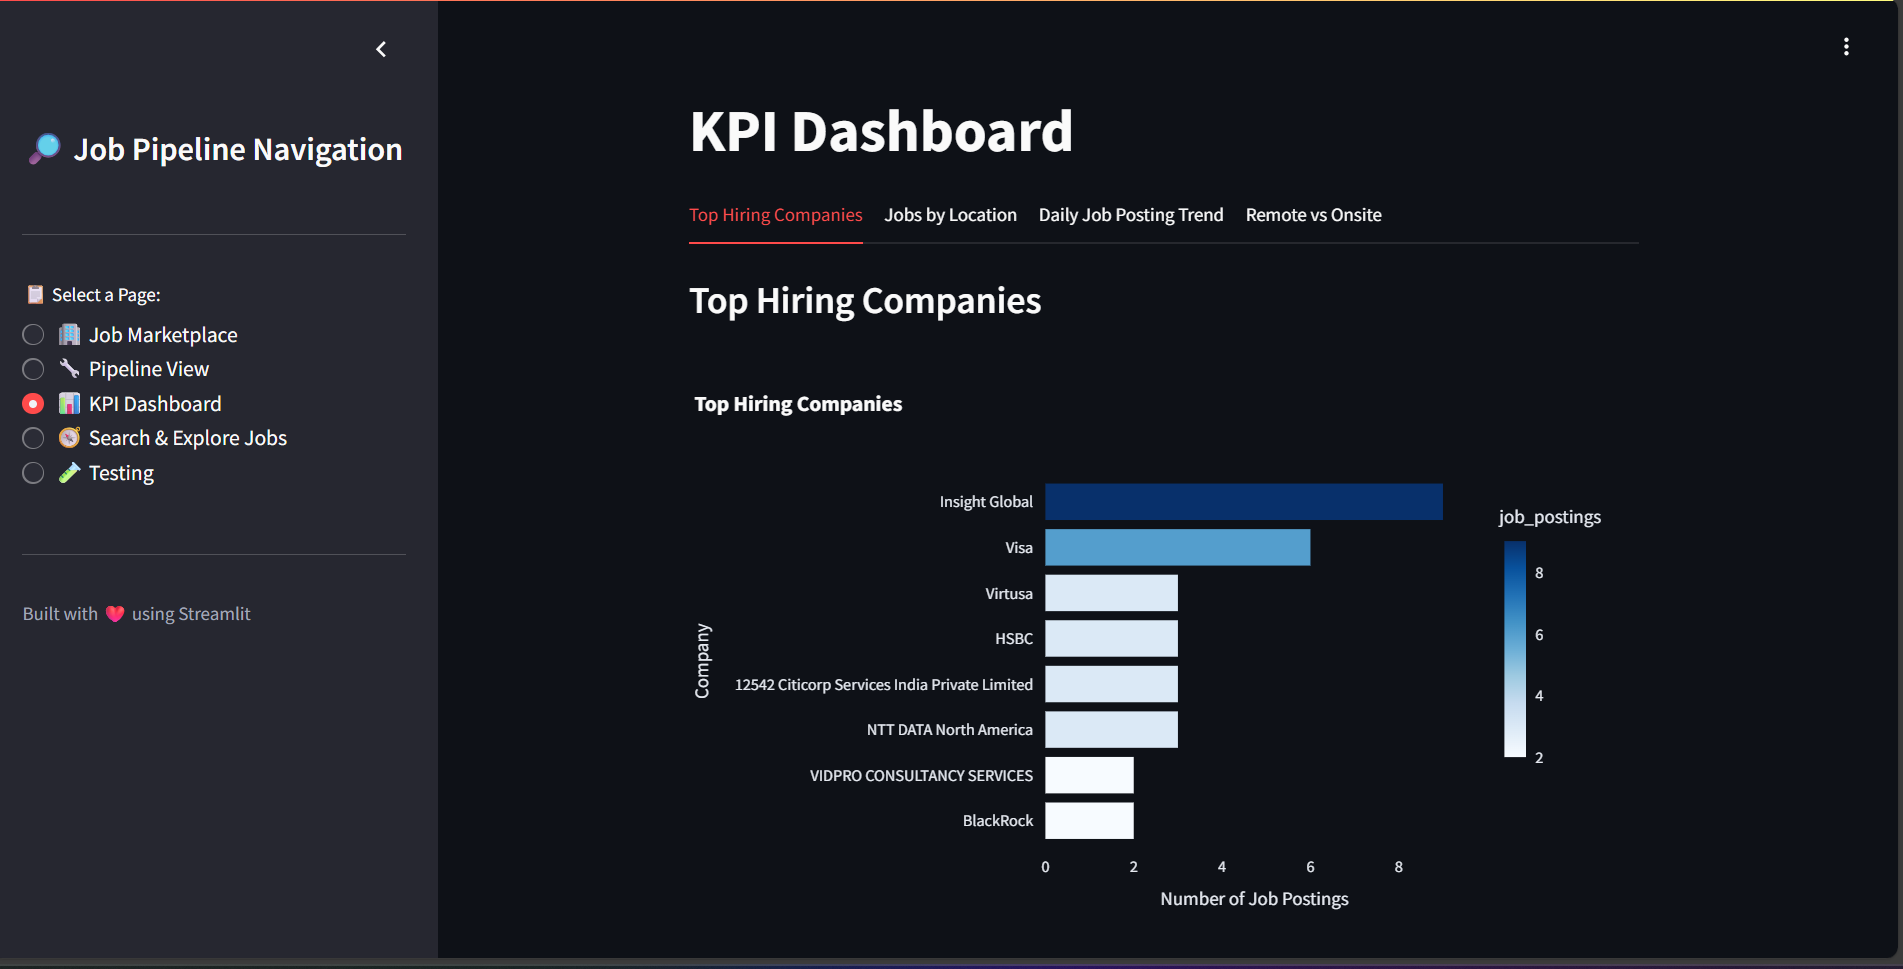 Job Pipeline Navigation
Select a Page:
Job Marketplace
Pipeline View
KPI Dashboard
Search & Explore Jobs
Testing
Built with ❤️ using Streamlit
KPI Dashboard
Top Hiring Companies Jobs by Location Daily Job Posting Trend Remote vs Onsite
Top Hiring Companies
Top Hiring Companies
Company
Insight Global
Visa
Virtusa
HSBC
12542 Citicorp Services India Private Limited
NTT DATA North America
VIDPRO CONSULTANCY SERVICES
BlackRock
0 2 4 6 8
Number of Job Postings
job_postings
8
6
4
2